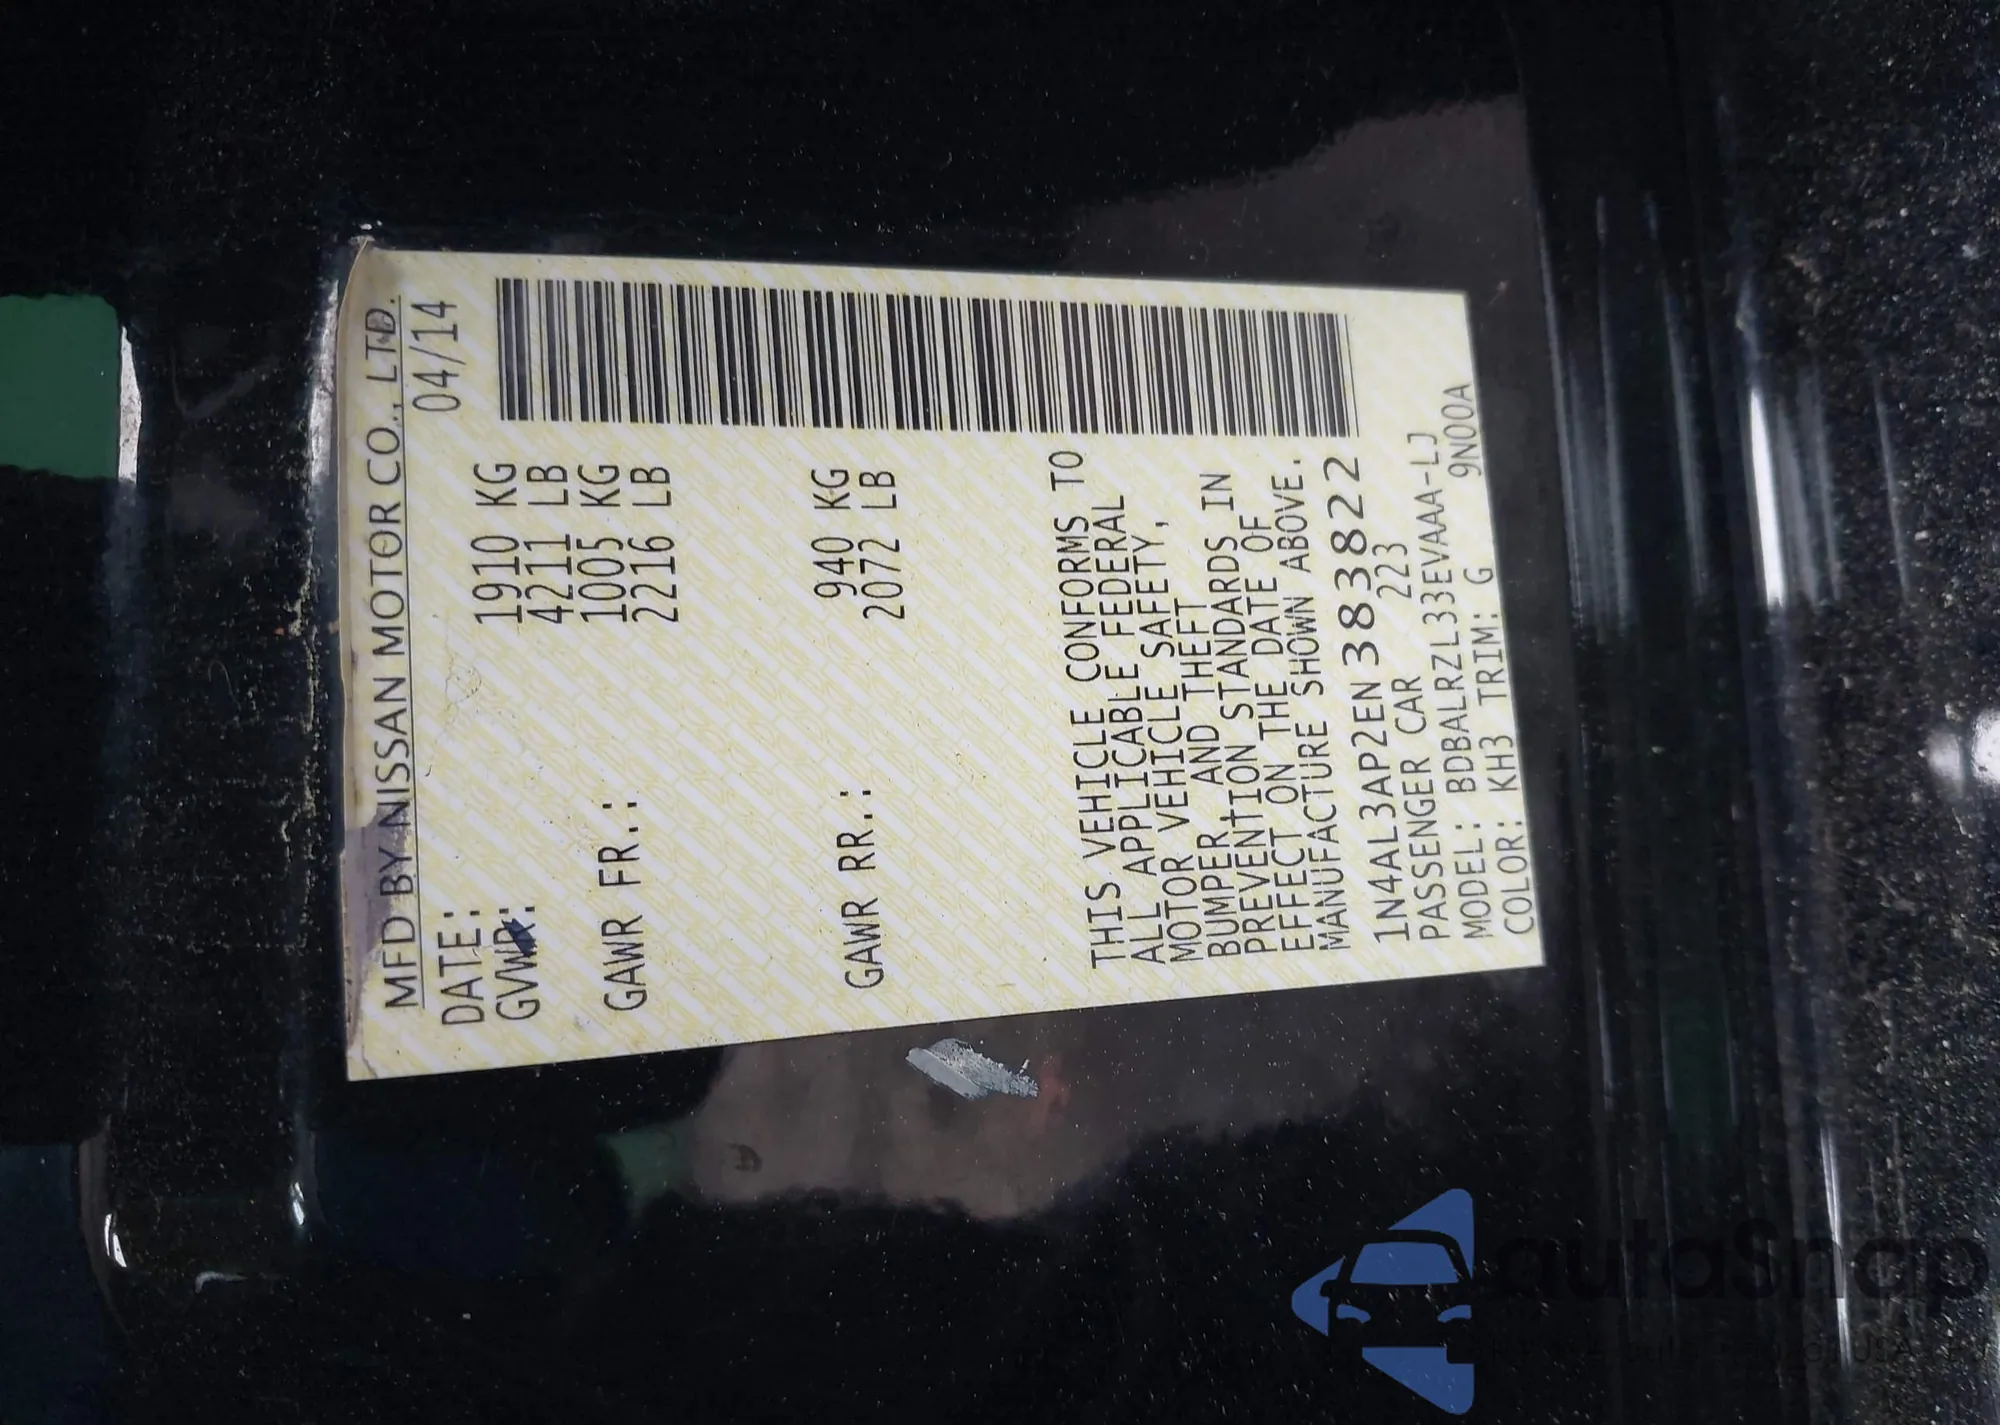 MFD BY NISSAN MOTOR CO., LTD.
DATE: 04/14
GVWR: 1910 KG
4211 LB
GAWR FR.: 1005 KG
2216 LB
GAWR RR.: 940 KG
2072 LB
THIS VEHICLE CONFORMS TO
ALL APPLICABLE FEDERAL
MOTOR VEHICLE SAFETY,
BUMPER, AND THEFT
PREVENTION STANDARDS IN
EFFECT ON THE DATE OF
MANUFACTURE SHOWN ABOVE.
1N4AL3AP2EN 383822
PASSENGER CAR 223
MODEL: BDBALRZL33EVAAA-LJ
COLOR: KH3 TRIM: G 9N00A
autoSnap
USA